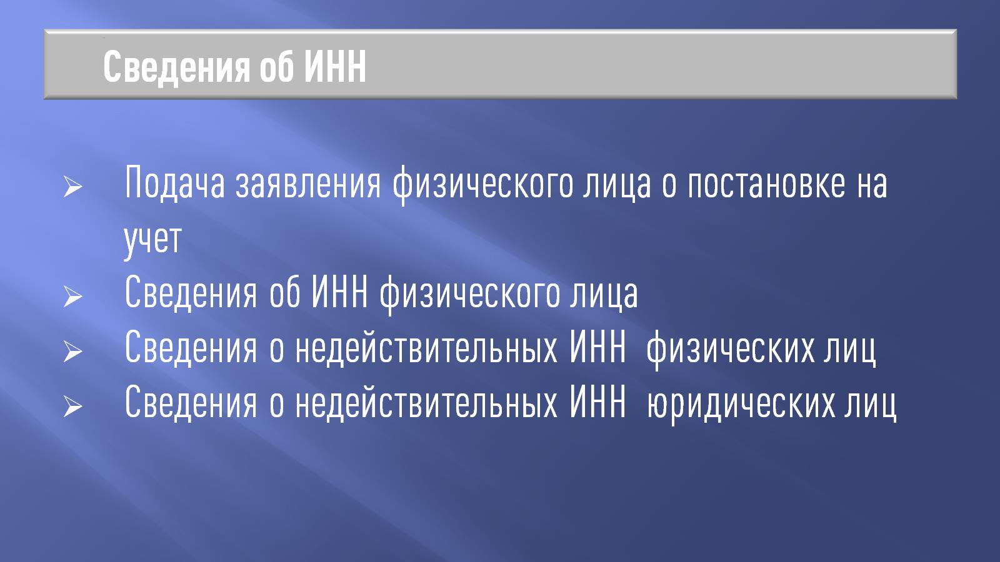 Сведения об ИНН
Подача заявления физического лица о постановке на
учет
Сведения об ИНН физического лица
Сведения о недействительных ИНН физических лиц
Сведения о недействительных ИНН юридических лиц